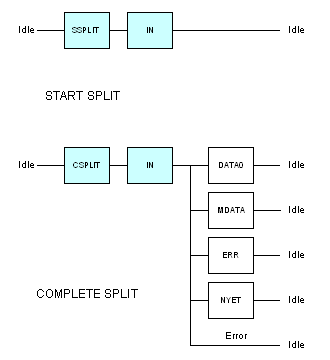 Idle SSPLIT IN Idle
START SPLIT
Idle CSPLIT IN DATA0 Idle
MDATA Idle
ERR Idle
COMPLETE SPLIT NYET Idle
Error
Idle